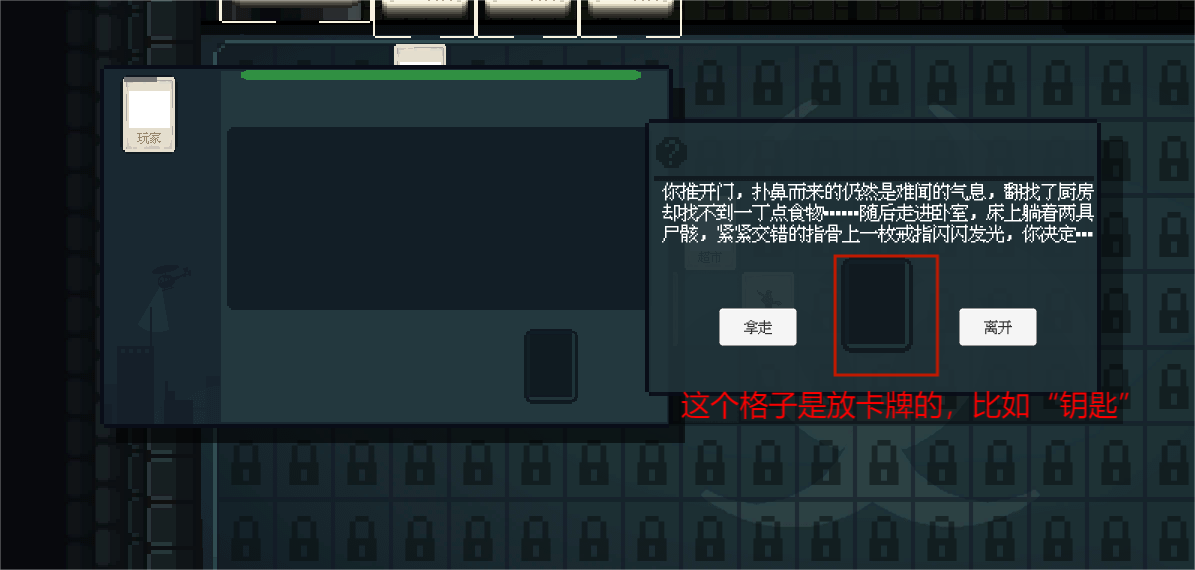 玩家
?
你推开门，扑鼻而来的仍然是难闻的气息，翻找了厨房
却找不到一丁点食物……随后走进卧室，床上躺着两具
尸骸，紧紧交错的指骨上一枚戒指闪闪发光，你决定…
超市
拿走
离开
这个格子是放卡牌的，比如“钥匙”